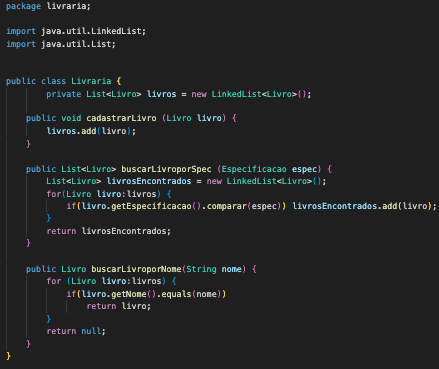 package livraria;
import java.util.LinkedList;
import java.util.List;
public class Livraria {
private List<Livro> livros = new LinkedList<Livro>();
public void cadastrarLivro (Livro livro) {
livros.add(livro);
}
public List<Livro> buscarLivroporSpec (Especificacao espec) {
List<Livro> livrosEncontrados = new LinkedList<Livro>();
for(Livro livro:livros) {
if(livro.getEspecificacao().comparar(espec)) livrosEncontrados.add(livro);
}
return livrosEncontrados;
}
public Livro buscarLivroporNome(String nome) {
for (Livro livro:livros) {
if(livro.getNome().equals(nome))
return livro;
}
return null;
}
}